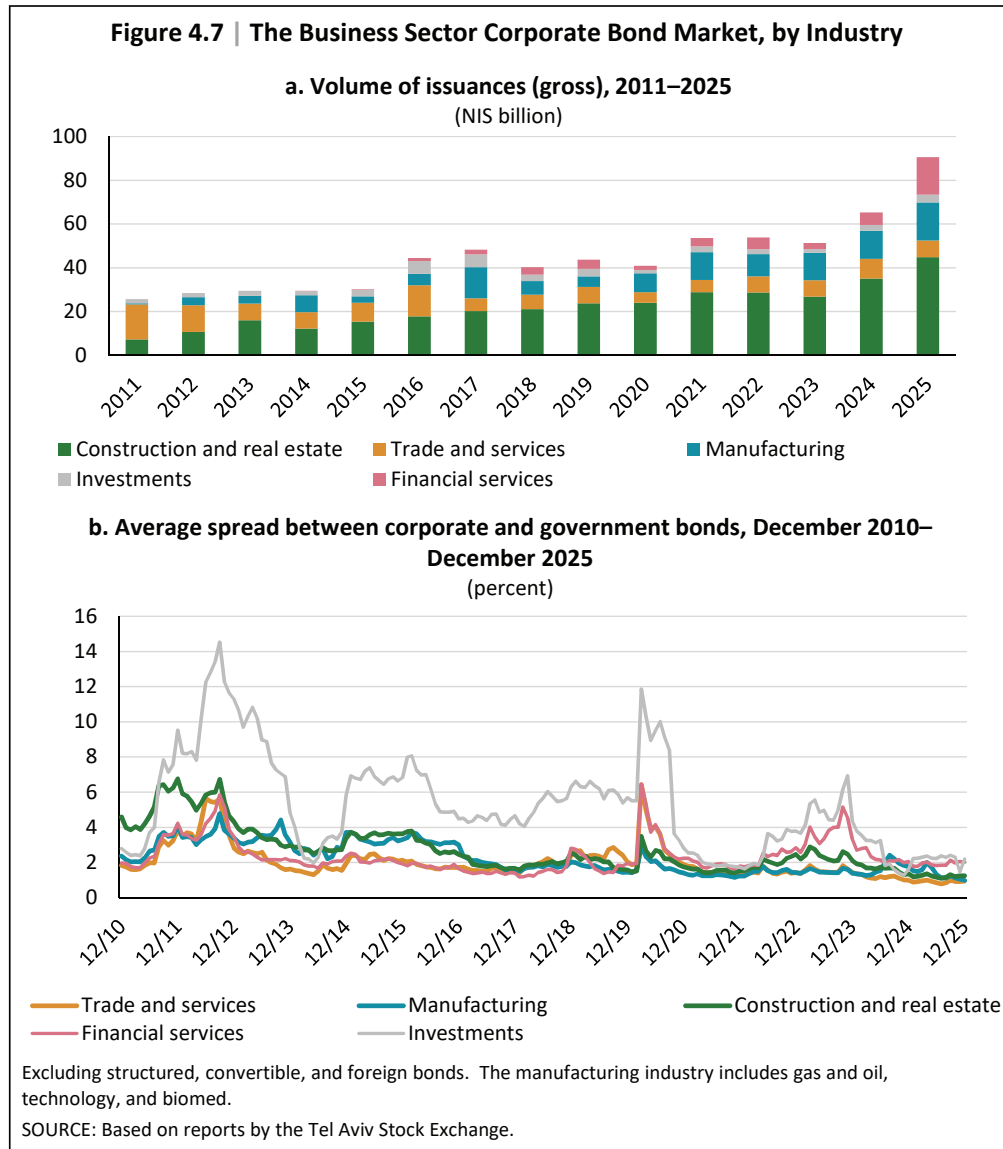 Figure 4.7 | The Business Sector Corporate Bond Market, by Industry
a. Volume of issuances (gross), 2011–2025
(NIS billion)
100
80
60
40
20
0
2011
2012
2013
2014
2015
2016
2017
2018
2019
2020
2021
2022
2023
2024
2025
Construction and real estate
Trade and services
Manufacturing
Investments
Financial services
b. Average spread between corporate and government bonds, December 2010–
December 2025
(percent)
16
14
12
10
8
6
4
2
0
12/10
12/11
12/12
12/13
12/14
12/15
12/16
12/17
12/18
12/19
12/20
12/21
12/22
12/23
12/24
12/25
Trade and services
Manufacturing
Construction and real estate
Financial services
Investments
Excluding structured, convertible, and foreign bonds. The manufacturing industry includes gas and oil,
technology, and biomed.
SOURCE: Based on reports by the Tel Aviv Stock Exchange.